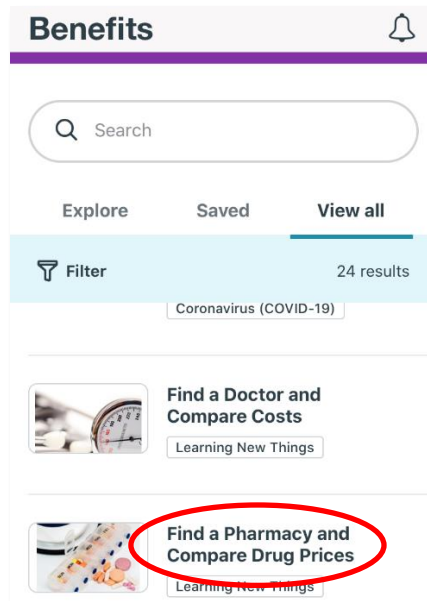 Benefits
Search
Explore Saved View all
Filter 24 results
Coronavirus (COVID-19)
Find a Doctor and
Compare Costs
Learning New Things
Find a Pharmacy and
Compare Drug Prices
Learning New Things